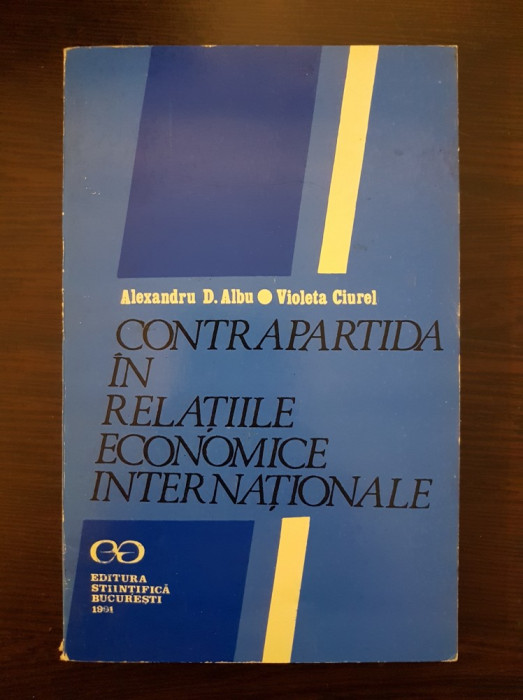 Alexandru D. Albu ● Violeta Ciurel
CONTRAPARTIDA
ÎN
RELAȚIILE
ECONOMICE
INTERNAȚIONALE
EDITURA
ȘTIINȚIFICĂ
BUCUREȘTI
1991